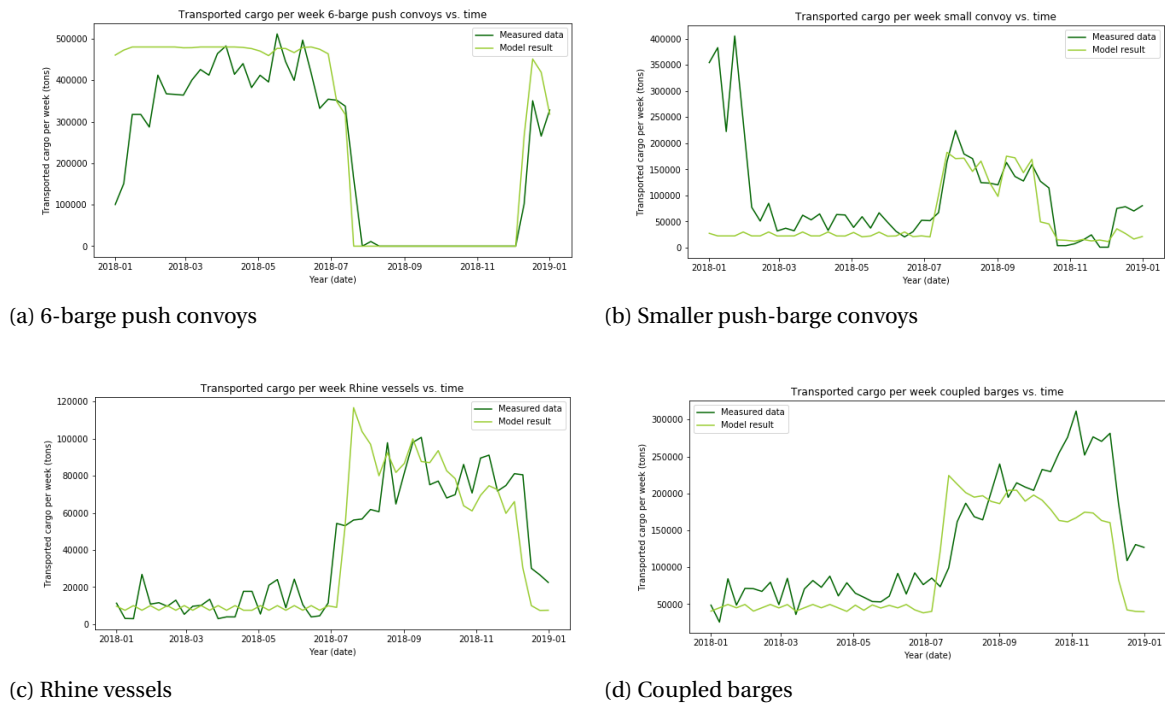 Transported cargo per week 6-barge push convoys vs. time
Transported cargo per week (tons)
500000
400000
300000
200000
100000
0
Measured data
Model result
2018-01
2018-03
2018-05
2018-07
2018-09
2018-11
2019-01
Year (date)
(a) 6-barge push convoys
Transported cargo per week small convoy vs. time
Transported cargo per week (tons)
400000
350000
300000
250000
200000
150000
100000
50000
0
Measured data
Model result
2018-01
2018-03
2018-05
2018-07
2018-09
2018-11
2019-01
Year (date)
(b) Smaller push-barge convoys
Transported cargo per week Rhine vessels vs. time
Transported cargo per week (tons)
120000
100000
80000
60000
40000
20000
0
Measured data
Model result
2018-01
2018-03
2018-05
2018-07
2018-09
2018-11
2019-01
Year (date)
(c) Rhine vessels
Transported cargo per week coupled barges vs. time
Transported cargo per week (tons)
300000
250000
200000
150000
100000
50000
Measured data
Model result
2018-01
2018-03
2018-05
2018-07
2018-09
2018-11
2019-01
Year (date)
(d) Coupled barges